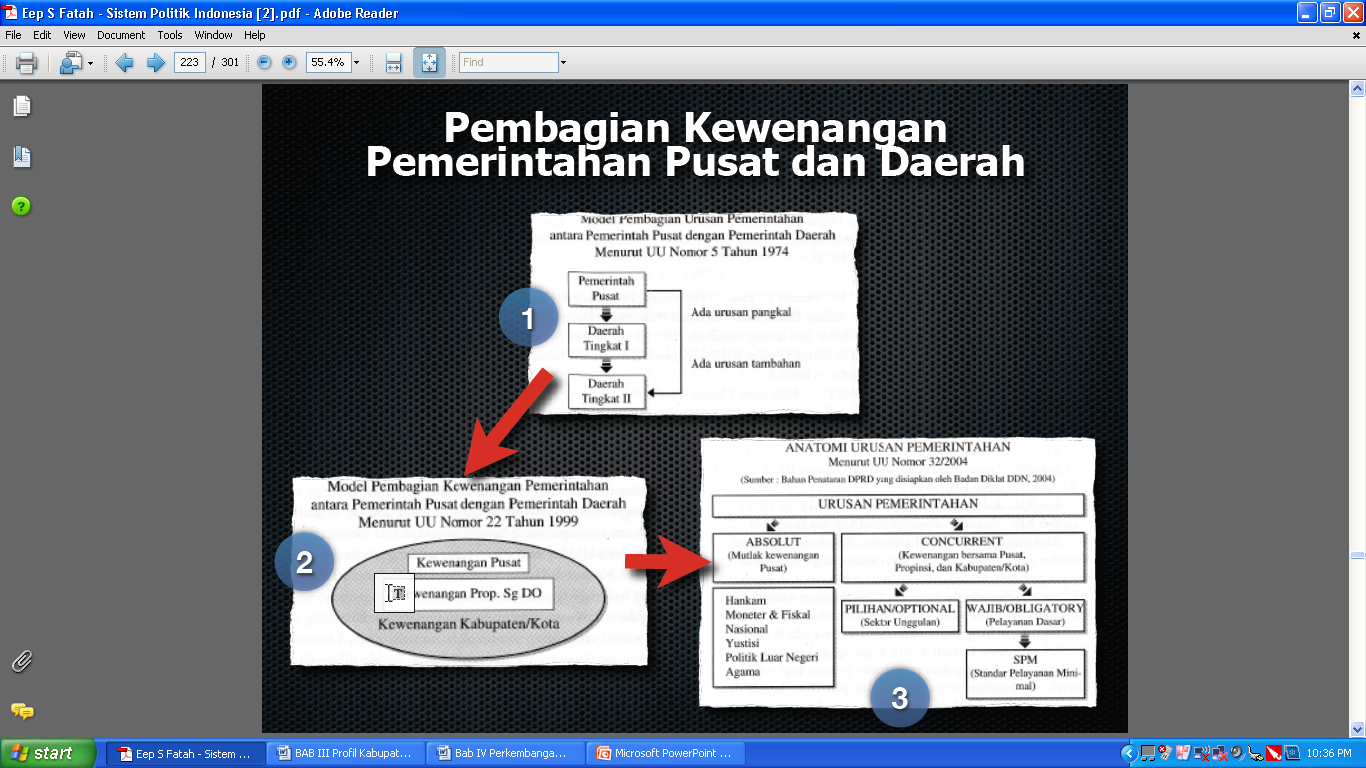 Eep S Fatah - Sistem Politik Indonesia [2].pdf - Adobe Reader
File Edit View Document Tools Window Help
223 / 301 55.4% Find
Pembagian Kewenangan
Pemerintahan Pusat dan Daerah
Model Pembagian Urusan Pemerintahan
antara Pemerintah Pusat dengan Pemerintah Daerah
Menurut UU Nomor 5 Tahun 1974
Pemerintah
Pusat
1
Ada urusan pangkal
Daerah
Tingkat I
Ada urusan tambahan
Daerah
Tingkat II
Model Pembagian Kewenangan Pemerintahan
antara Pemerintah Pusat dengan Pemerintah Daerah
Menurut UU Nomor 22 Tahun 1999
2
Kewenangan Pusat
Prop. Sg DO
Kewenangan Kabupaten/Kota
ANATOMI URUSAN PEMERINTAHAN
Menurut UU Nomor 32/2004
(Sumber : Bahan Penataran DPRD yang disiapkan oleh Badan Diklat DDN, 2004)
URUSAN PEMERINTAHAN
ABSOLUT
(Mutlak kewenangan
Pusat)
CONCURRENT
(Kewenangan bersama Pusat,
Propinsi, dan Kabupaten/Kota)
Hankam
Moneter & Fiskal
Nasional
Yustisi
Politik Luar Negeri
Agama
PILIHAN/OPTIONAL
(Sektor Unggulan)
WAJIB/OBLIGATORY
(Pelayanan Dasar)
SPM
(Standar Pelayanan Mini-
mal)
3
start
Eep S Fatah - Sistem ...
BAB III Profil Kabupat...
Bab IV Perkembanga...
Microsoft PowerPoint ...
10:36 PM